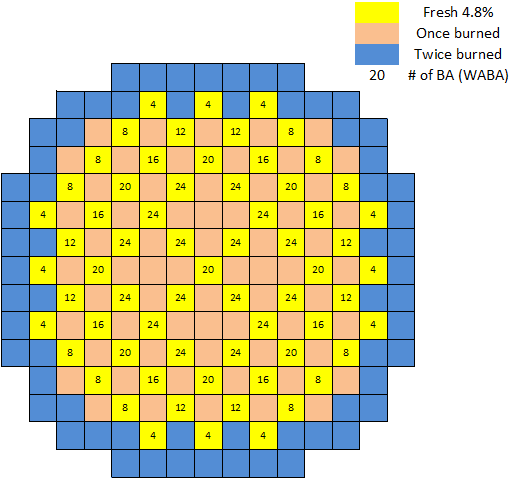 Fresh 4.8%
Once burned
Twice burned
20 # of BA (WABA)
4 4 4
8 12 12 8
8 16 20 16 8
8 20 24 24 20 8
4 16 24 24 16 4
12 24 24 24 24 12
4 20 20 20 4
12 24 24 24 24 12
4 16 24 24 16 4
8 20 24 24 20 8
8 16 20 16 8
8 12 12 8
4 4 4